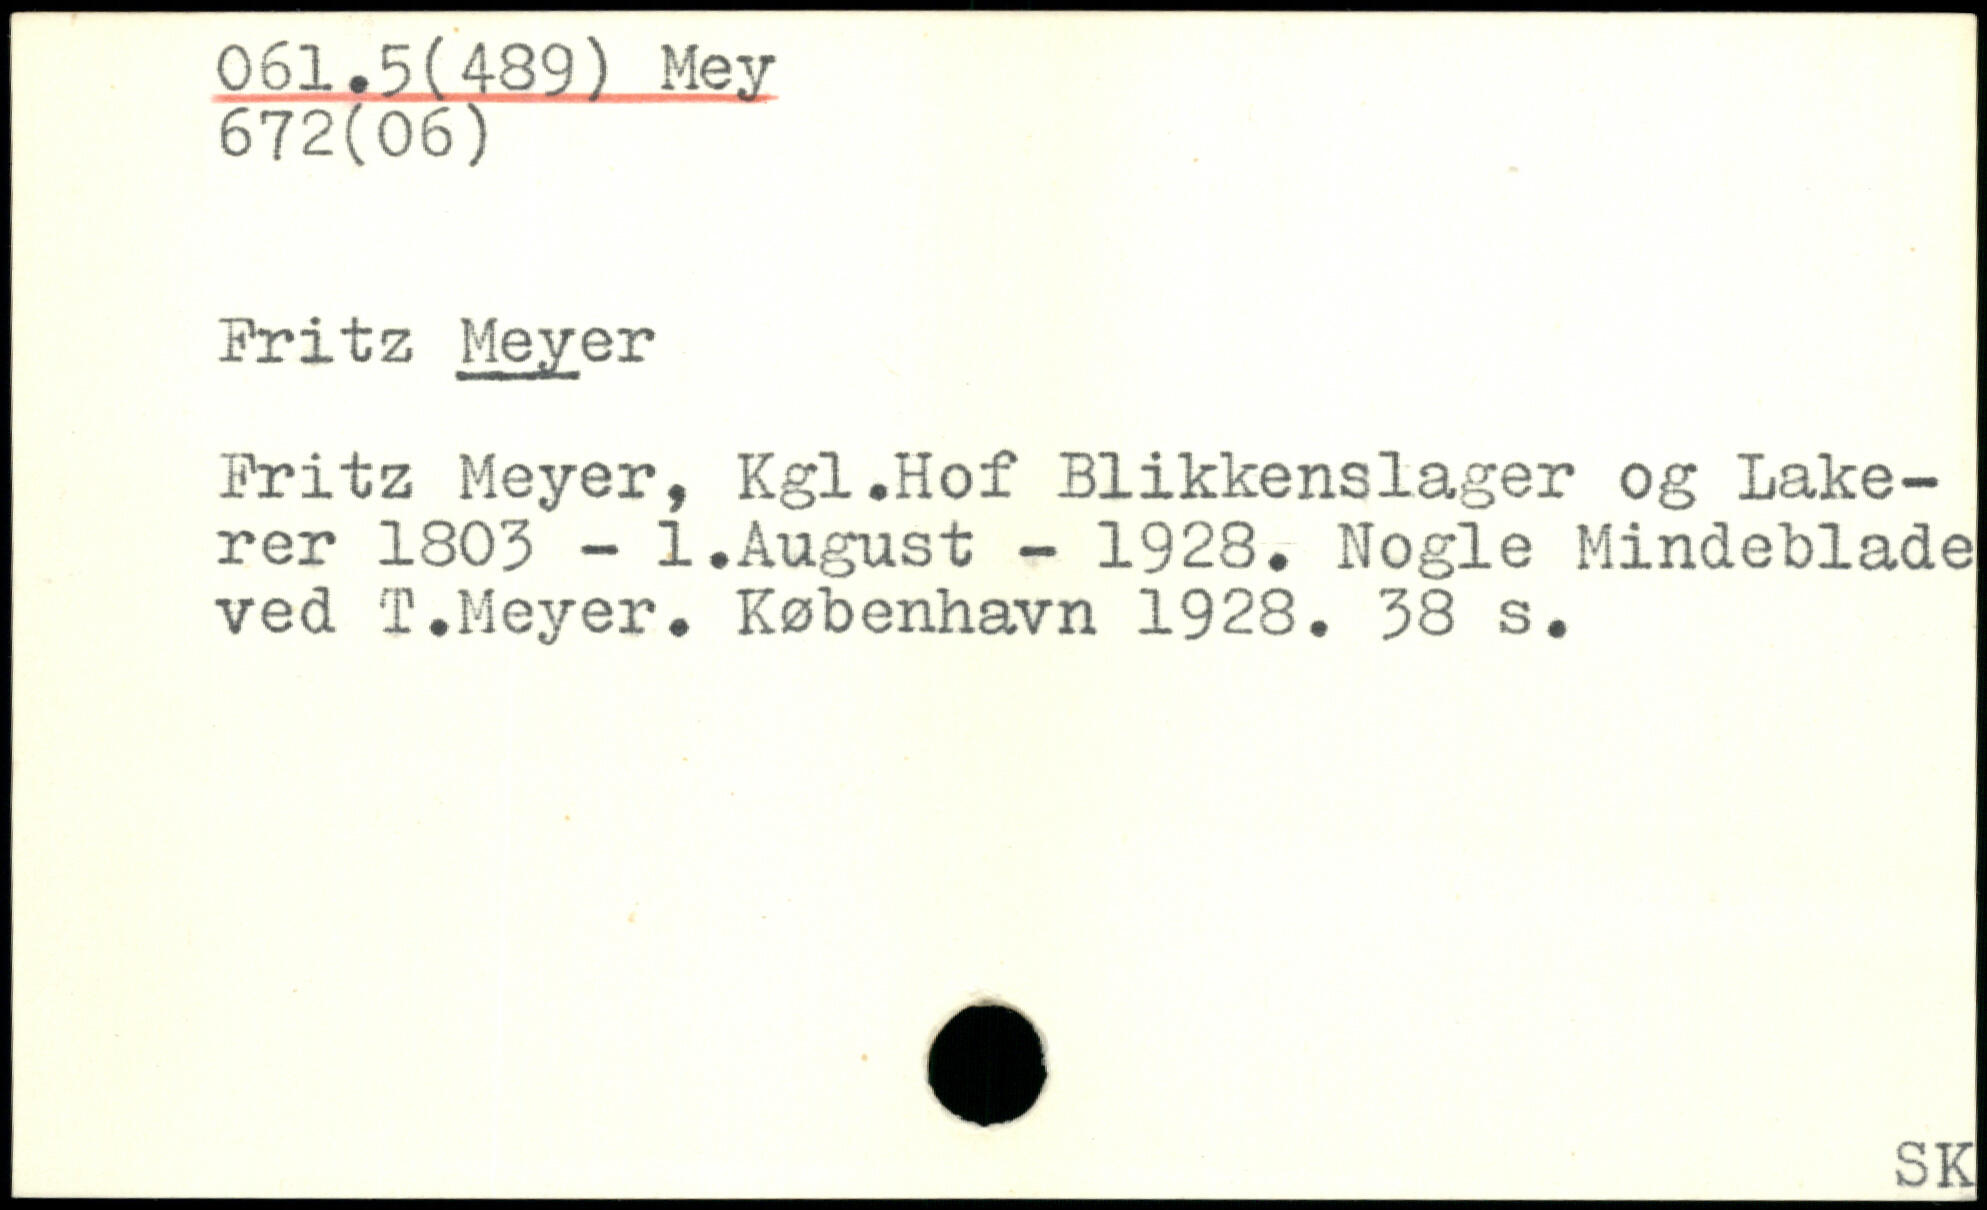 061.5(489) Mey
672(06)
Fritz Meyer
Fritz Meyer, Kgl.Hof Blikkenslager og Lake-
rer 1803 - 1.August - 1928. Nogle Mindeblade
ved T.Meyer. København 1928. 38 s.
SK